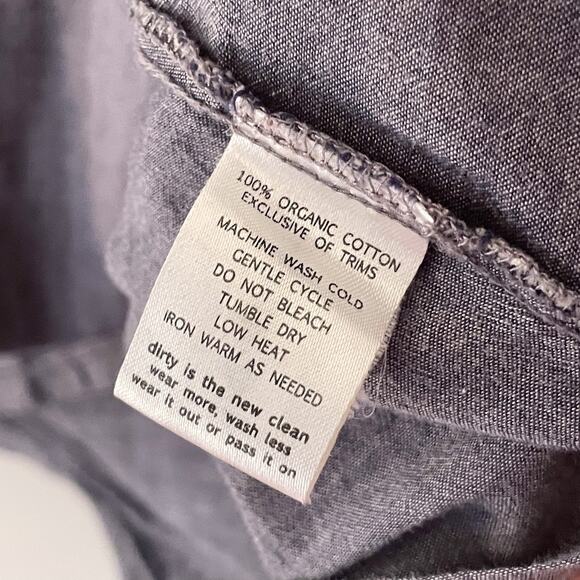 100% ORGANIC COTTON
EXCLUSIVE OF TRIMS
MACHINE WASH COLD
GENTLE CYCLE
DO NOT BLEACH
TUMBLE DRY
LOW HEAT
IRON WARM AS NEEDED
dirty is the new clean
wear more, wash less
wear it out or pass it on